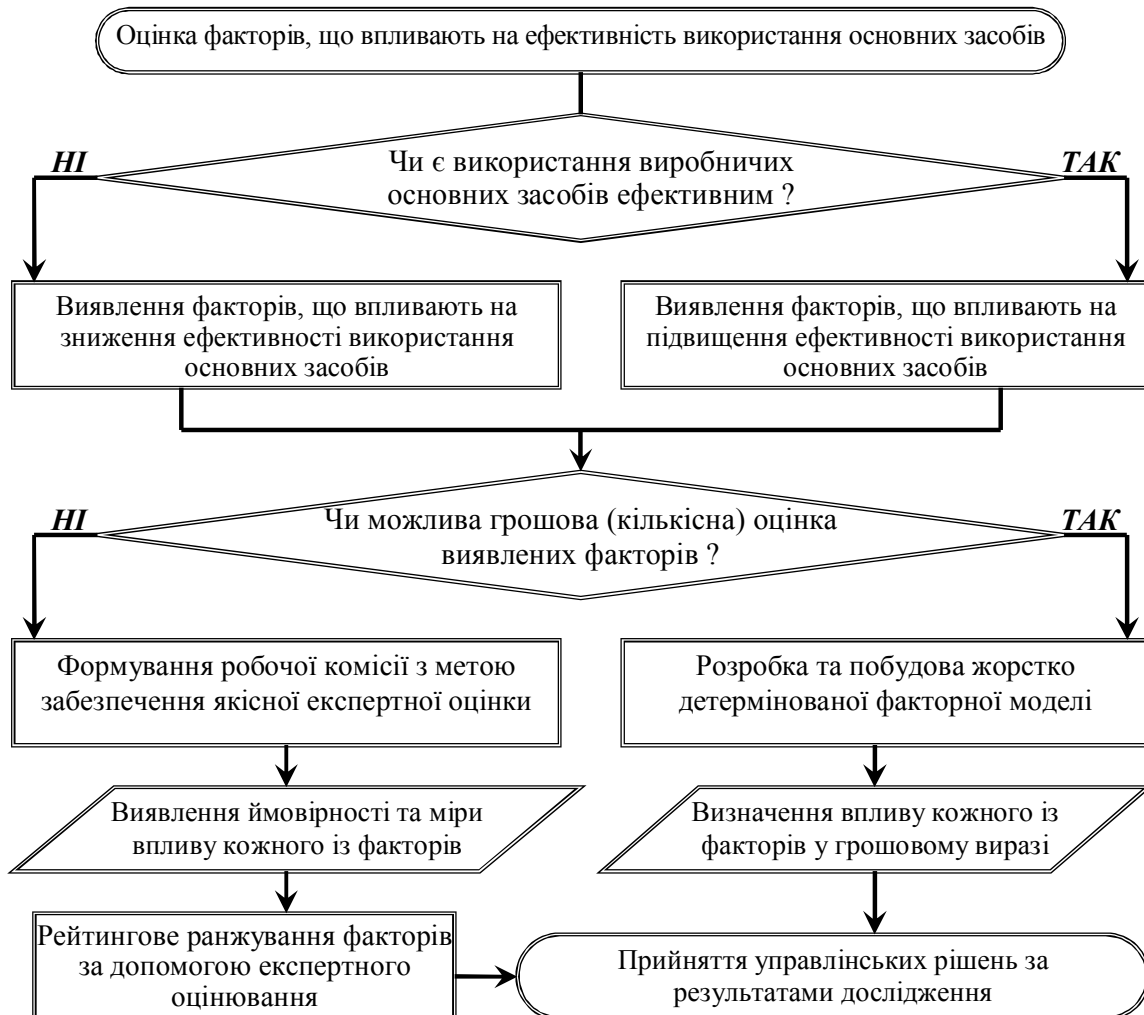 Оцінка факторів, що впливають на ефективність використання основних засобів
НІ
ТАК
Чи є використання виробничих
основних засобів ефективним ?
Виявлення факторів, що впливають на
зниження ефективності використання
основних засобів
Виявлення факторів, що впливають на
підвищення ефективності використання
основних засобів
НІ
ТАК
Чи можлива грошова (кількісна) оцінка
виявлених факторів ?
Формування робочої комісії з метою
забезпечення якісної експертної оцінки
Розробка та побудова жорстко
детермінованої факторної моделі
Виявлення ймовірності та міри
впливу кожного із факторів
Визначення впливу кожного із
факторів у грошовому виразі
Рейтингове ранжування факторів
за допомогою експертного
оцінювання
Прийняття управлінських рішень за
результатами дослідження